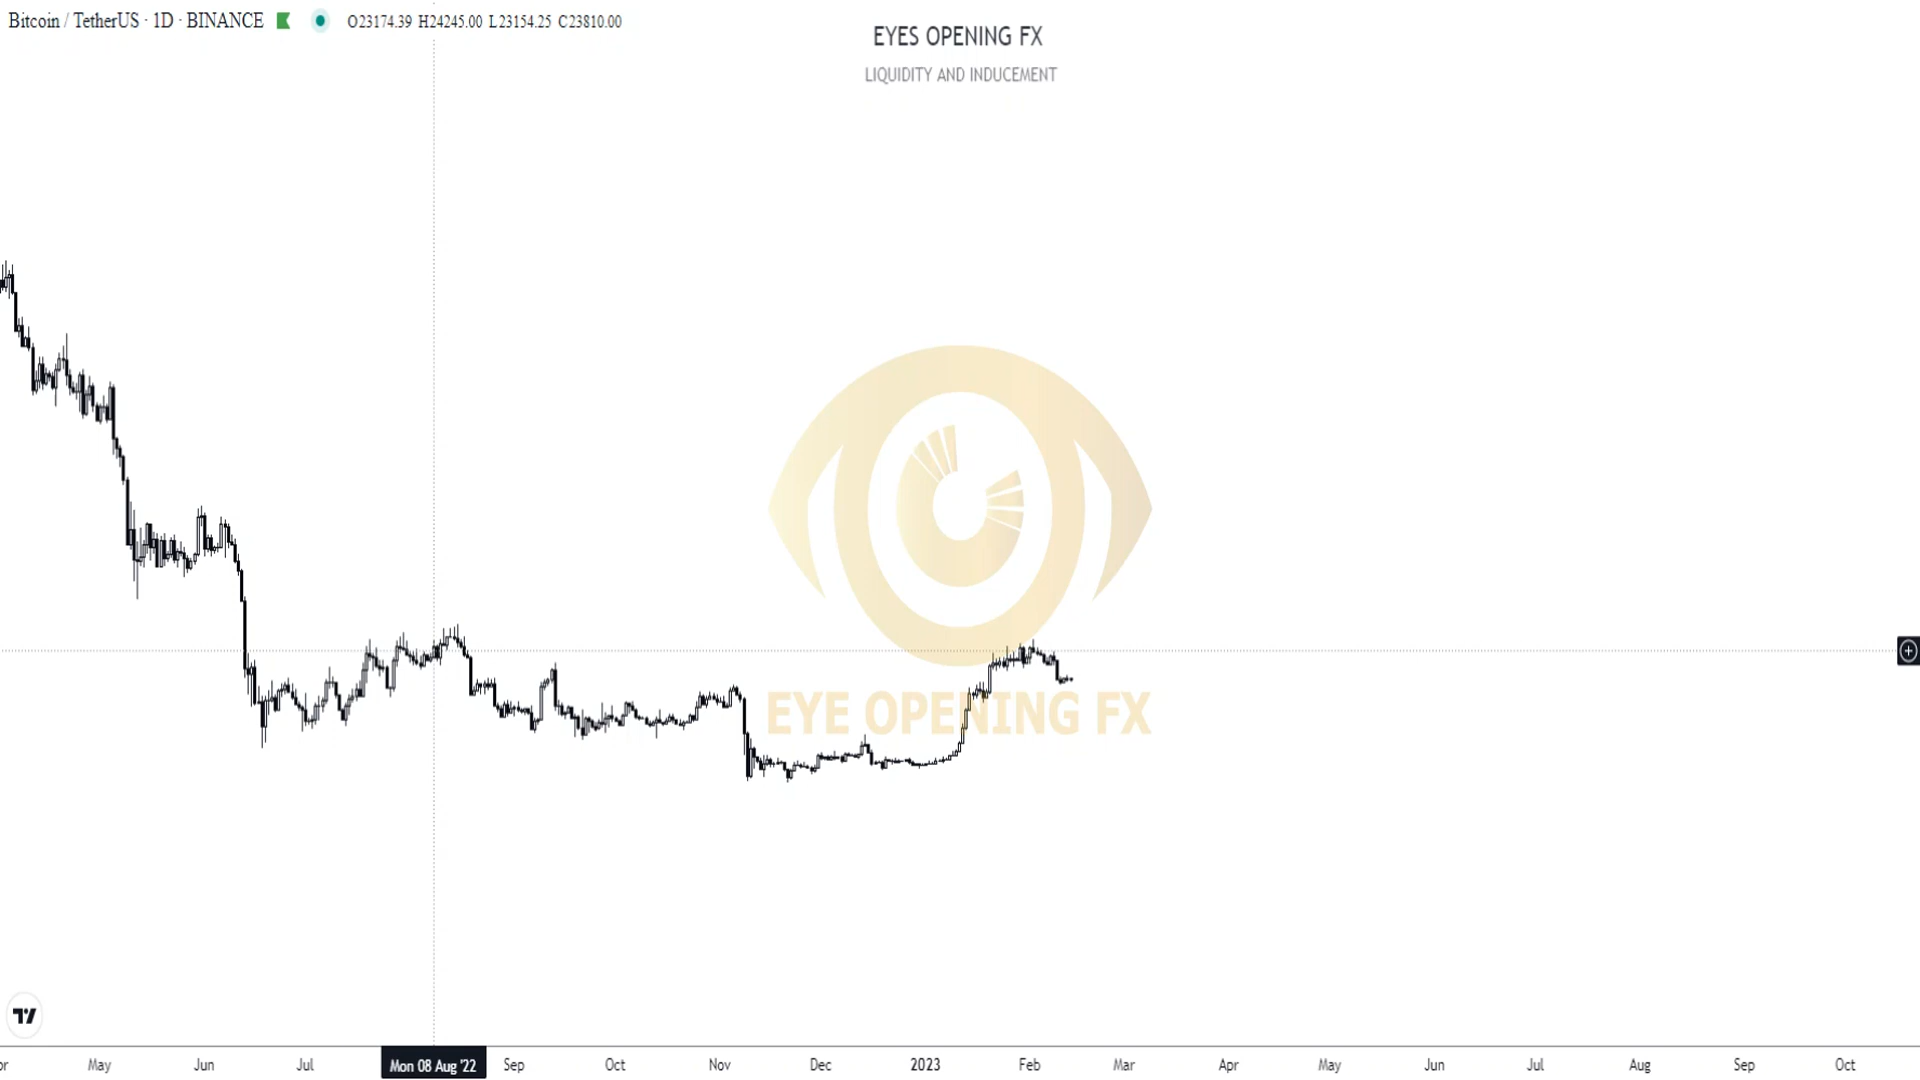 Bitcoin / TetherUS · 1D · BINANCE O23174.39 H24245.00 L23154.25 C23810.00
EYES OPENING FX
LIQUIDITY AND INDUCEMENT
EYE OPENING FX
May Jun Jul Mon 08 Aug '22 Sep Oct Nov Dec 2023 Feb Mar Apr May Jun Jul Aug Sep Oct